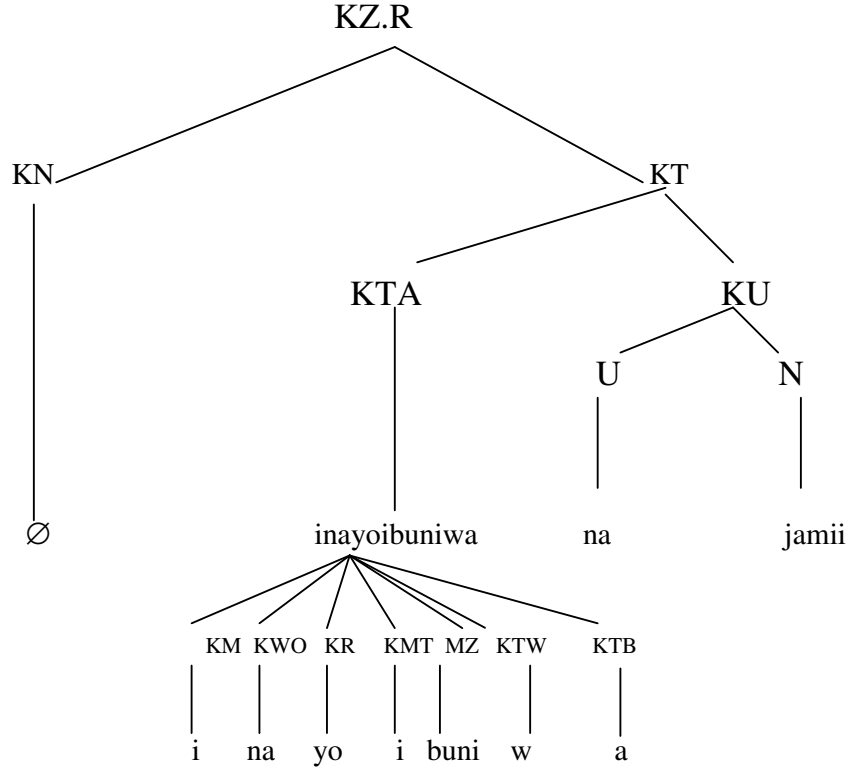 KZ.R
KN KT
KTA KU
U N
∅ inayoibuniwa na jamii
KM KWO KR KMT MZ KTW KTB
i na yo i buni w a